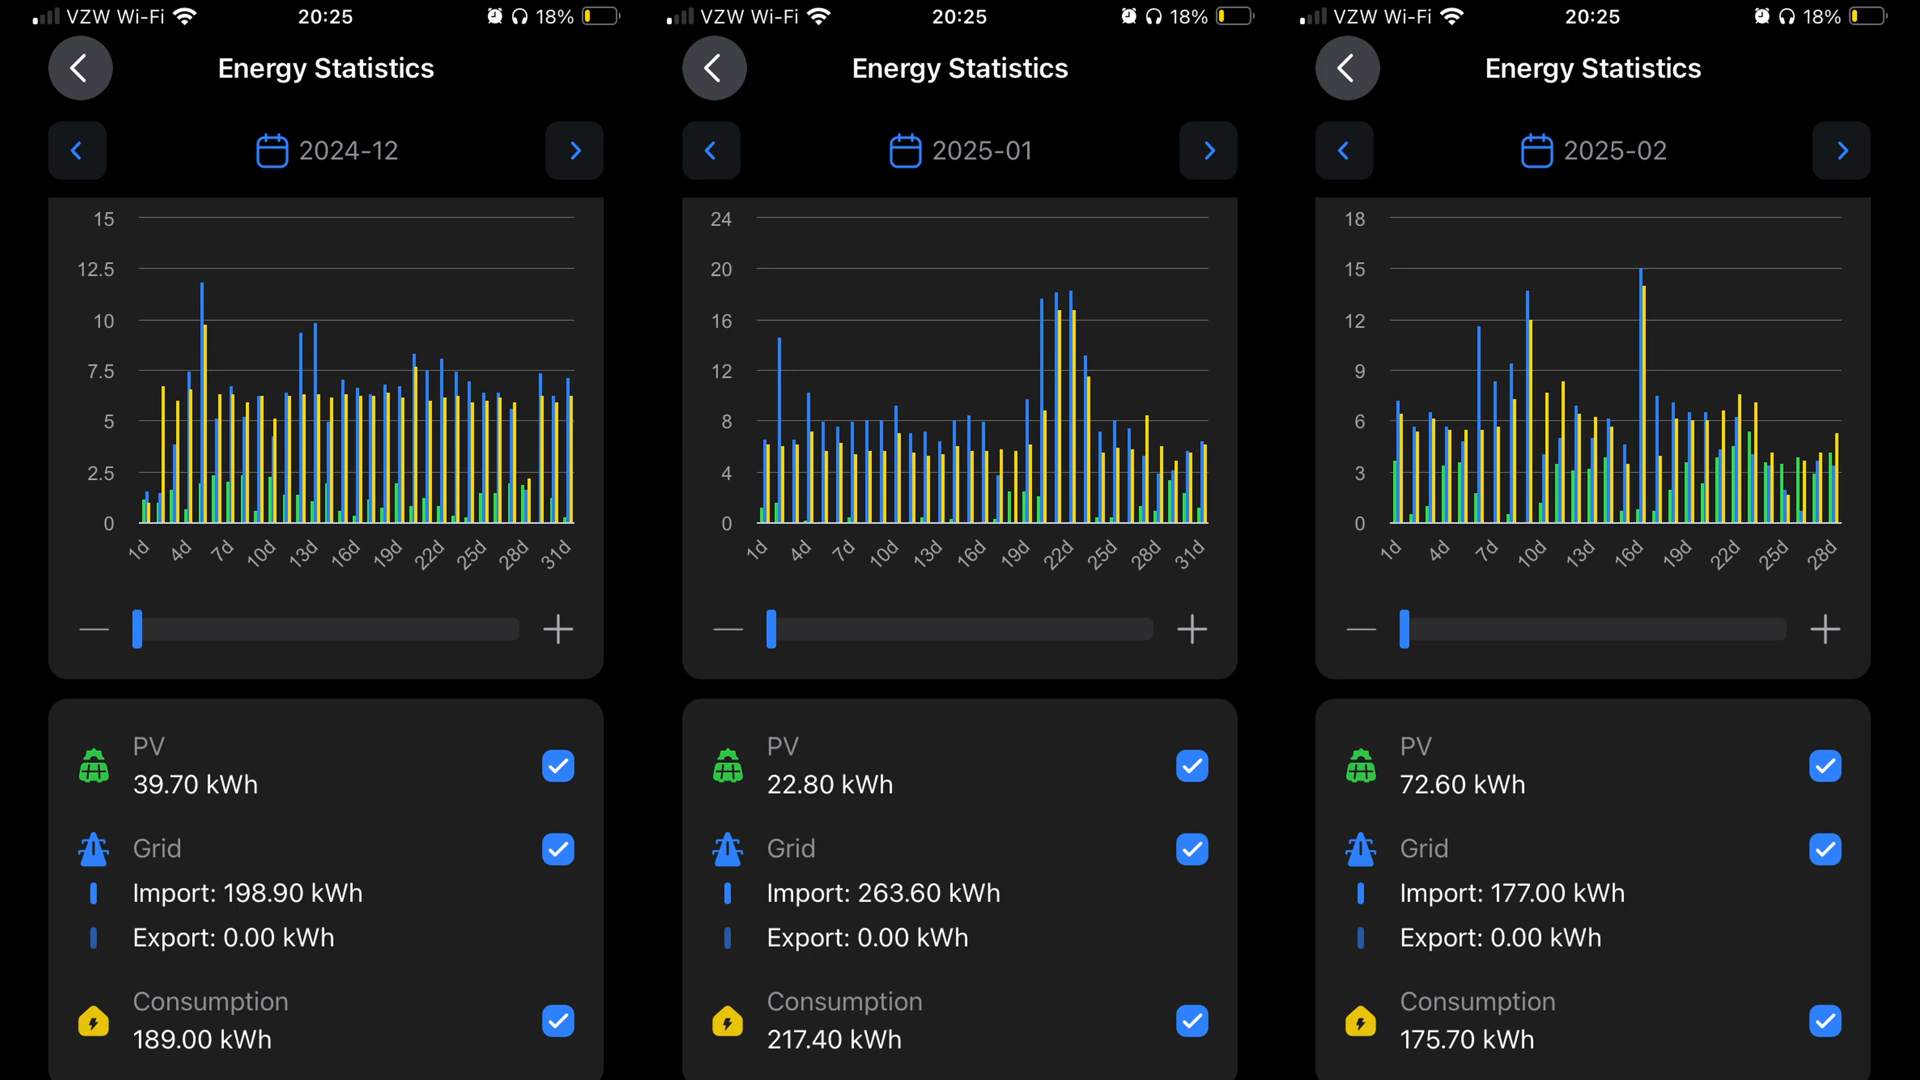 VZW Wi-Fi 20:25 18%
Energy Statistics
2024-12
15
12.5
10
7.5
5
2.5
0
1d 4d 7d 10d 13d 16d 19d 22d 25d 28d 31d
PV
39.70 kWh
Grid
Import: 198.90 kWh
Export: 0.00 kWh
Consumption
189.00 kWh
VZW Wi-Fi 20:25 18%
Energy Statistics
2025-01
24
20
16
12
8
4
0
1d 4d 7d 10d 13d 16d 19d 22d 25d 28d 31d
PV
22.80 kWh
Grid
Import: 263.60 kWh
Export: 0.00 kWh
Consumption
217.40 kWh
VZW Wi-Fi 20:25 18%
Energy Statistics
2025-02
18
15
12
9
6
3
0
1d 4d 7d 10d 13d 16d 19d 22d 25d 28d
PV
72.60 kWh
Grid
Import: 177.00 kWh
Export: 0.00 kWh
Consumption
175.70 kWh